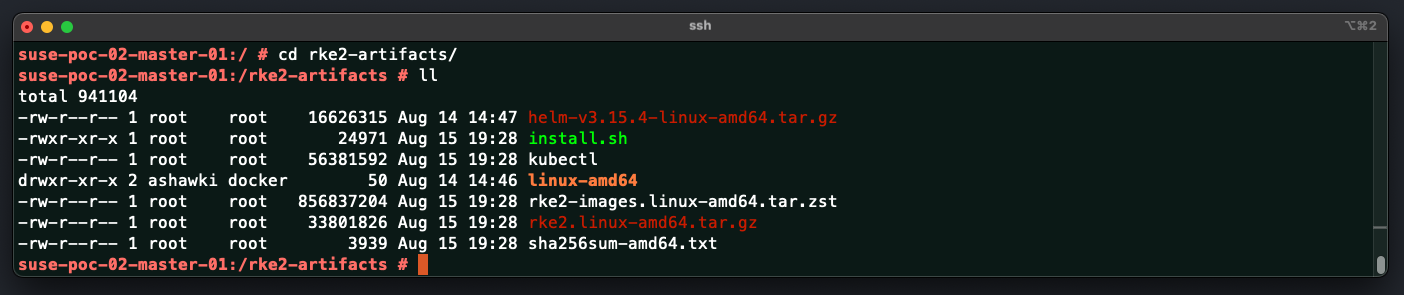 ssh
⌥⌘2
suse-poc-02-master-01:/ # cd rke2-artifacts/
suse-poc-02-master-01:/rke2-artifacts # ll
total 941104
-rw-r--r-- 1 root    root    16626315 Aug 14 14:47 helm-v3.15.4-linux-amd64.tar.gz
-rwxr-xr-x 1 root    root       24971 Aug 15 19:28 install.sh
-rw-r--r-- 1 root    root    56381592 Aug 15 19:28 kubectl
drwxr-xr-x 2 ashawki docker        50 Aug 14 14:46 linux-amd64
-rw-r--r-- 1 root    root   856837204 Aug 15 19:28 rke2-images.linux-amd64.tar.zst
-rw-r--r-- 1 root    root    33801826 Aug 15 19:28 rke2.linux-amd64.tar.gz
-rw-r--r-- 1 root    root        3939 Aug 15 19:28 sha256sum-amd64.txt
suse-poc-02-master-01:/rke2-artifacts #